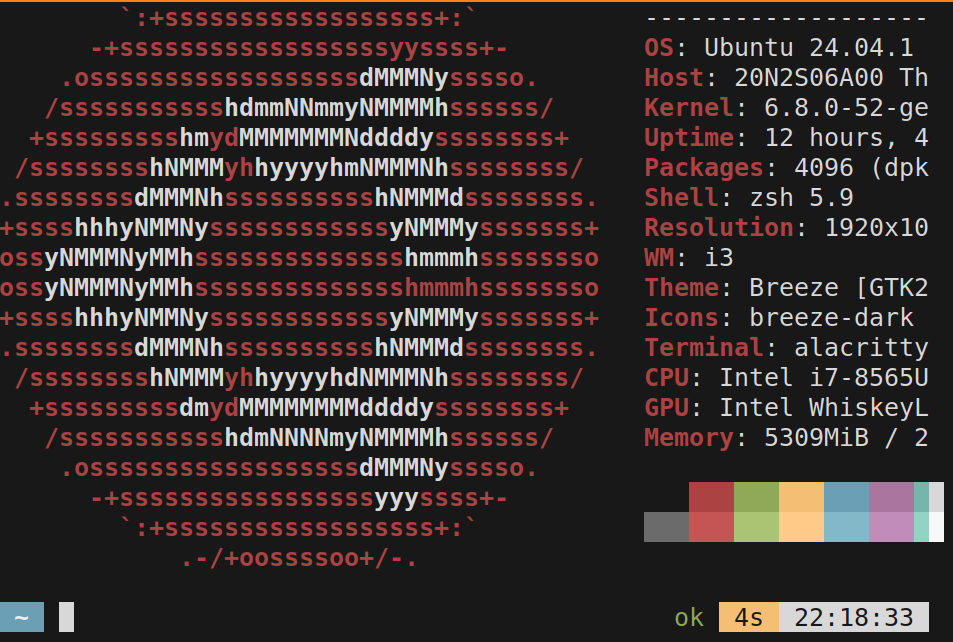 `:+ssssssssssssssssss+:` -------------------
-+ssssssssssssssssssyyssss+- OS: Ubuntu 24.04.1
.ossssssssssssssssssdMMMNysssso. Host: 20N2S06A00 Th
/ssssssssssshdmmNNmmyNMMMMhssssss/ Kernel: 6.8.0-52-ge
+ssssssssshmydMMMMMMMNddddyssssssss+ Uptime: 12 hours, 4
/sssssssshNMMMyhhyyyyhmNMMMNhssssssss/ Packages: 4096 (dpk
.ssssssssdMMMNhsssssssssshNMMMdssssssss. Shell: zsh 5.9
+sssshhhyNMMNyssssssssssssyNMMMysssssss+ Resolution: 1920x10
ossyNMMMNyMMhsssssssssssssshmmmhssssssso WM: i3
ossyNMMMNyMMhsssssssssssssshmmmhssssssso Theme: Breeze [GTK2
+sssshhhyNMMNyssssssssssssyNMMMysssssss+ Icons: breeze-dark
.ssssssssdMMMNhsssssssssshNMMMdssssssss. Terminal: alacritty
/sssssssshNMMMyhhyyyyhdNMMMNhssssssss/ CPU: Intel i7-8565U
+sssssssssdmydMMMMMMMMddddyssssssss+ GPU: Intel WhiskeyL
/ssssssssssshdmNNNNmyNMMMMhssssss/ Memory: 5309MiB / 2
.ossssssssssssssssssdMMMNysssso.
-+sssssssssssssssssyyyssss+-
`:+ssssssssssssssssss+:`
.-/+oossssoo+/-.
~ ok 4s 22:18:33